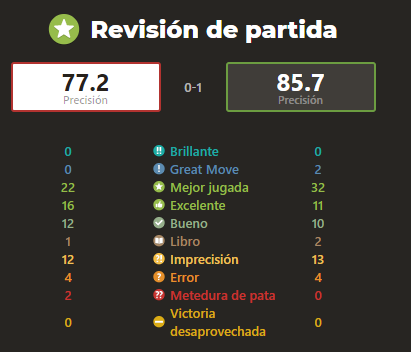 Revisión de partida
77.2 0-1 85.7
Precisión Precisión
0 !! Brillante 0
0 ! Great Move 2
22 Mejor jugada 32
16 Excelente 11
12 Bueno 10
1 Libro 2
12 ?! Imprecisión 13
4 ? Error 4
2 ?? Metedura de pata 0
0 Victoria 0
desaprovechada